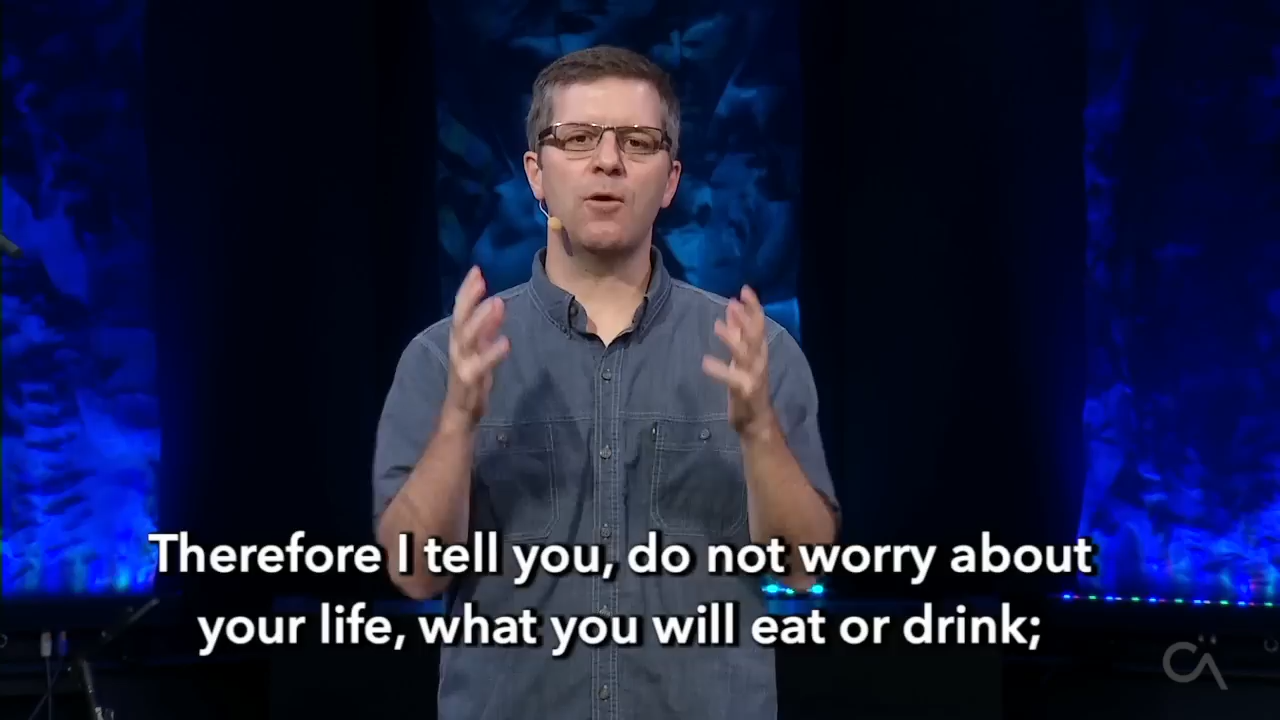 Therefore I tell you, do not worry about
your life, what you will eat or drink;